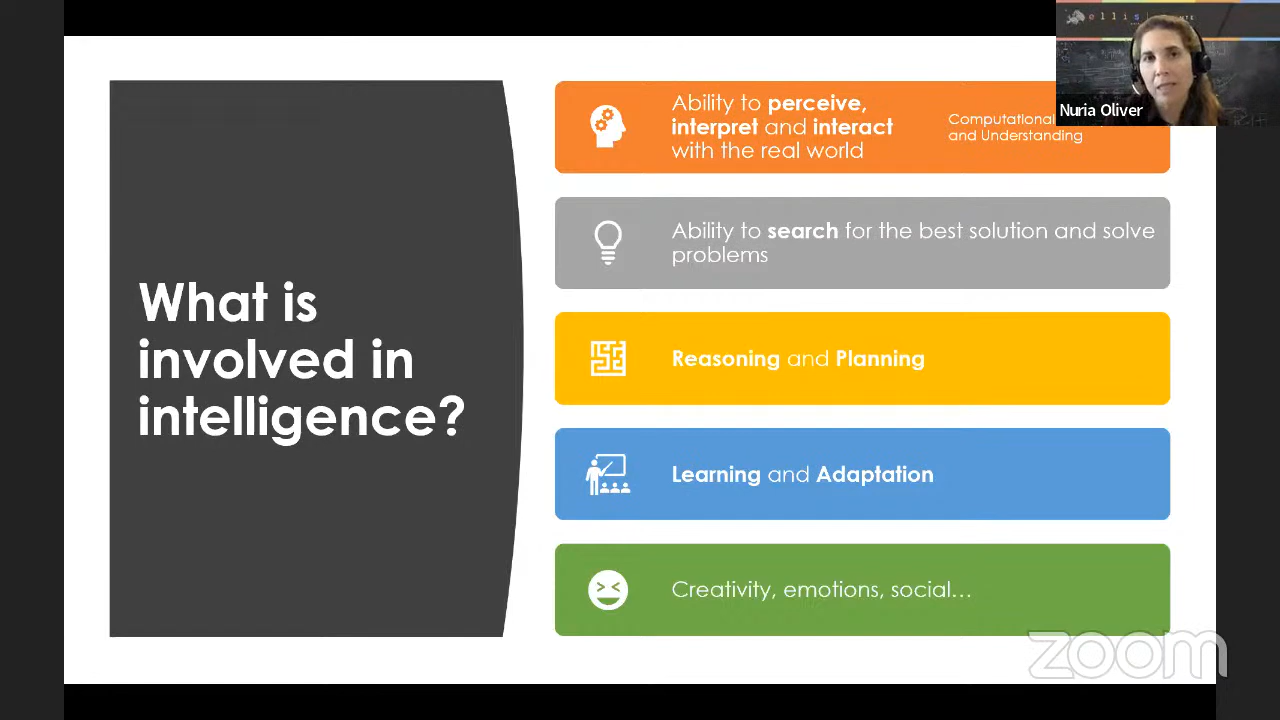 What is
involved in
intelligence?
Ability to perceive,
interpret and interact
with the real world
Computational
and Understanding
Ability to search for the best solution and solve
problems
Reasoning and Planning
Learning and Adaptation
Creativity, emotions, social…
ellis
Nuria Oliver
zoom